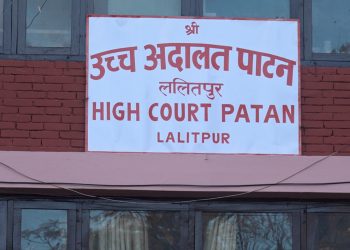 श्री
उच्च अदालत पाटन
ललितपुर
HIGH COURT PATAN
LALITPUR